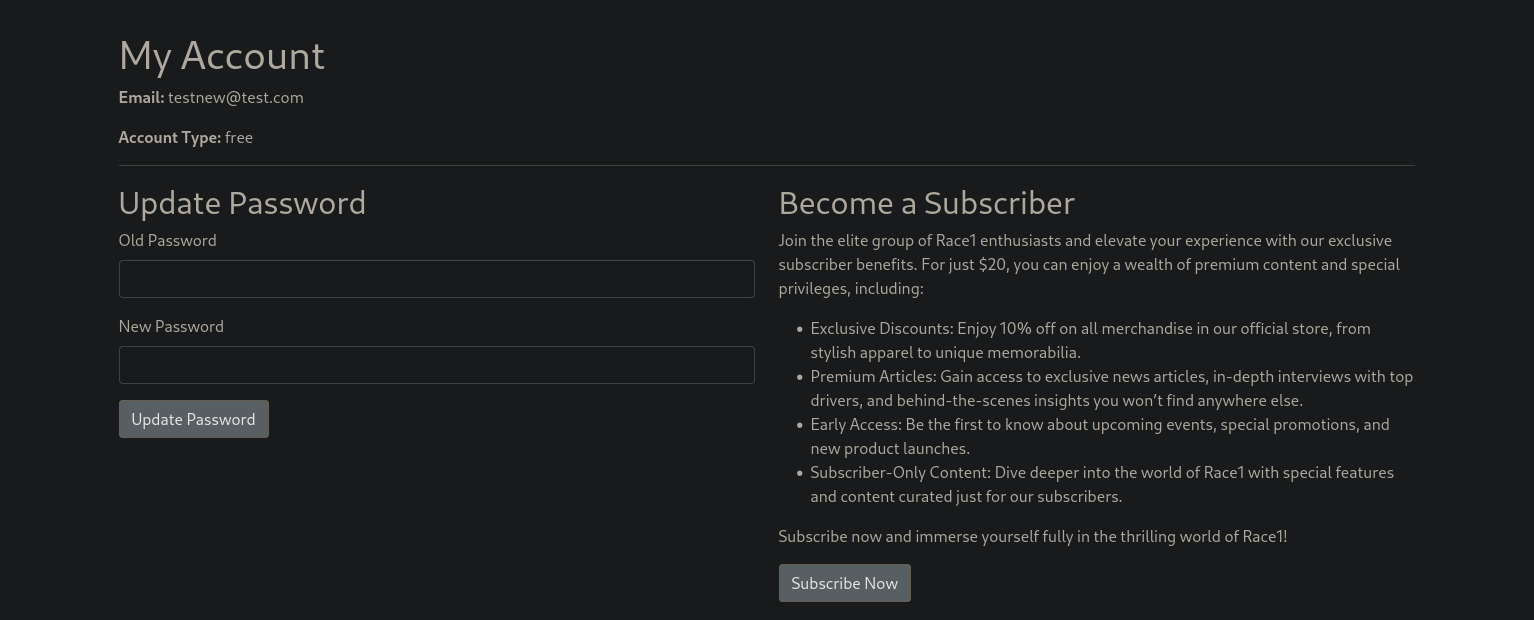 My Account
Email: testnew@test.com
Account Type: free
Update Password
Old Password
New Password
Update Password
Become a Subscriber
Join the elite group of Race1 enthusiasts and elevate your experience with our exclusive
subscriber benefits. For just $20, you can enjoy a wealth of premium content and special
privileges, including:
• Exclusive Discounts: Enjoy 10% off on all merchandise in our official store, from
stylish apparel to unique memorabilia.
• Premium Articles: Gain access to exclusive news articles, in-depth interviews with top
drivers, and behind-the-scenes insights you won’t find anywhere else.
• Early Access: Be the first to know about upcoming events, special promotions, and
new product launches.
• Subscriber-Only Content: Dive deeper into the world of Race1 with special features
and content curated just for our subscribers.
Subscribe now and immerse yourself fully in the thrilling world of Race1!
Subscribe Now